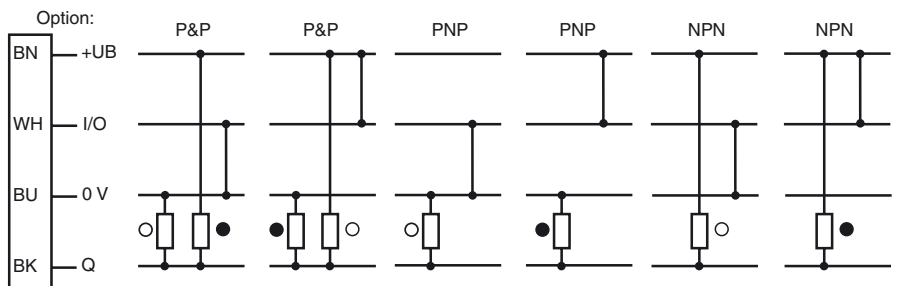 Option:
P&P P&P PNP PNP NPN NPN
BN +UB
WH I/O
BU 0 V
BK Q